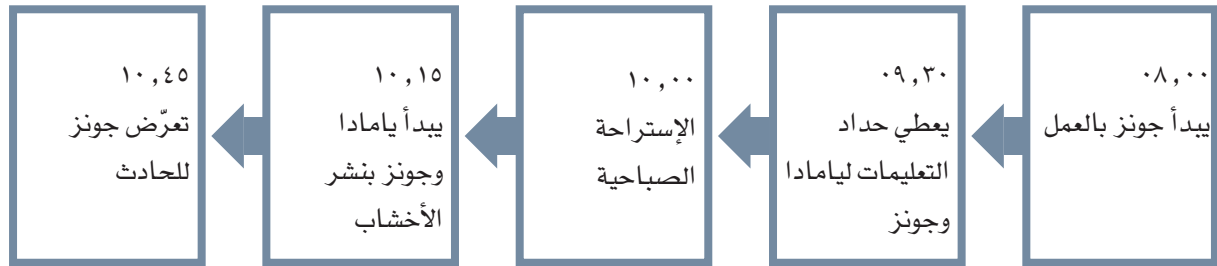 ٠٨,٠٠
يبدأ جونز بالعمل
٠٩,٣٠
يعطي حداد
التعليمات ليامادا
وجونز
١٠,٠٠
الإستراحة
الصباحية
١٠,١٥
يبدأ يامادا
وجونز بنشر
الأخشاب
١٠,٤٥
تعرّض جونز
للحادث